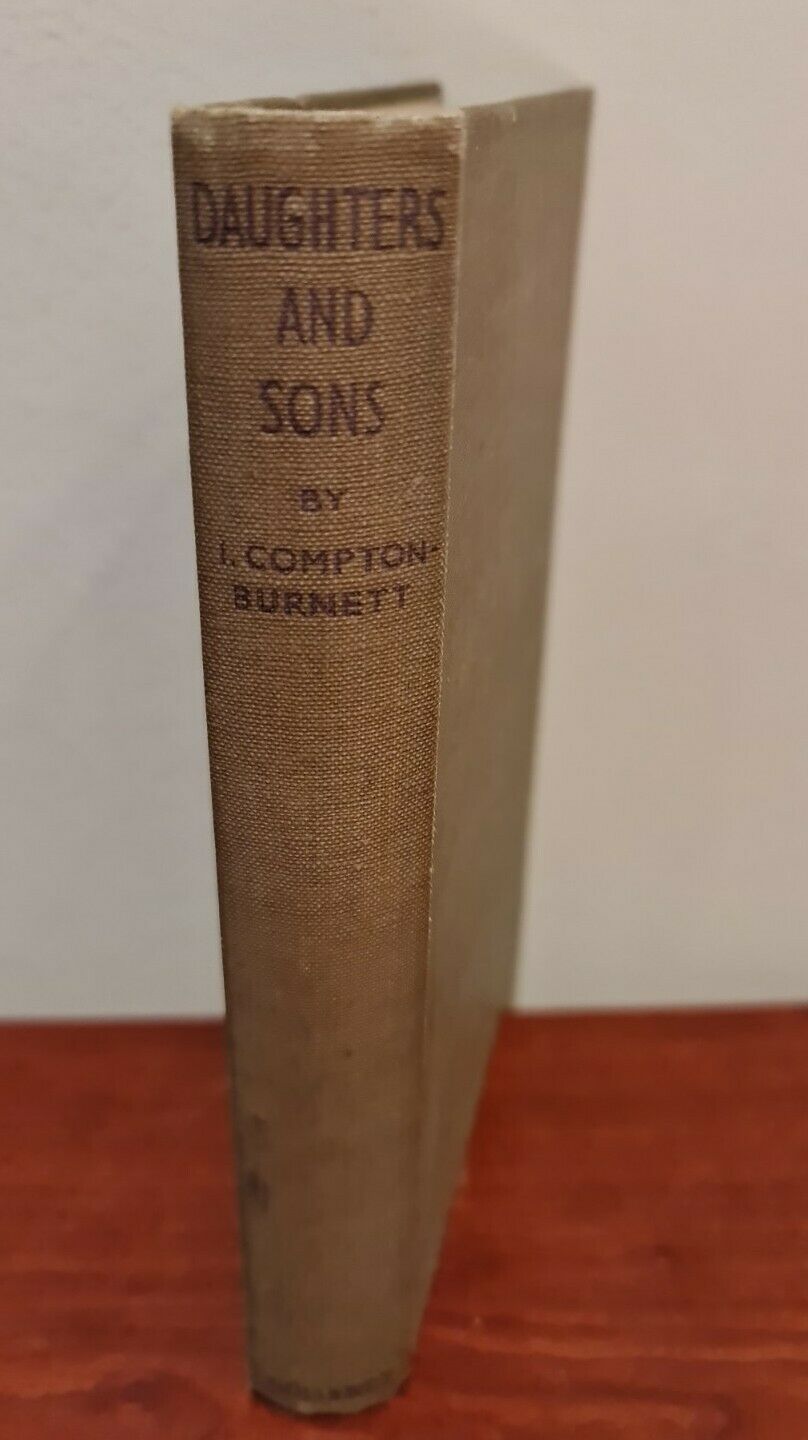 DAUGHTERS
AND
SONS
BY
I. COMPTON-
BURNETT